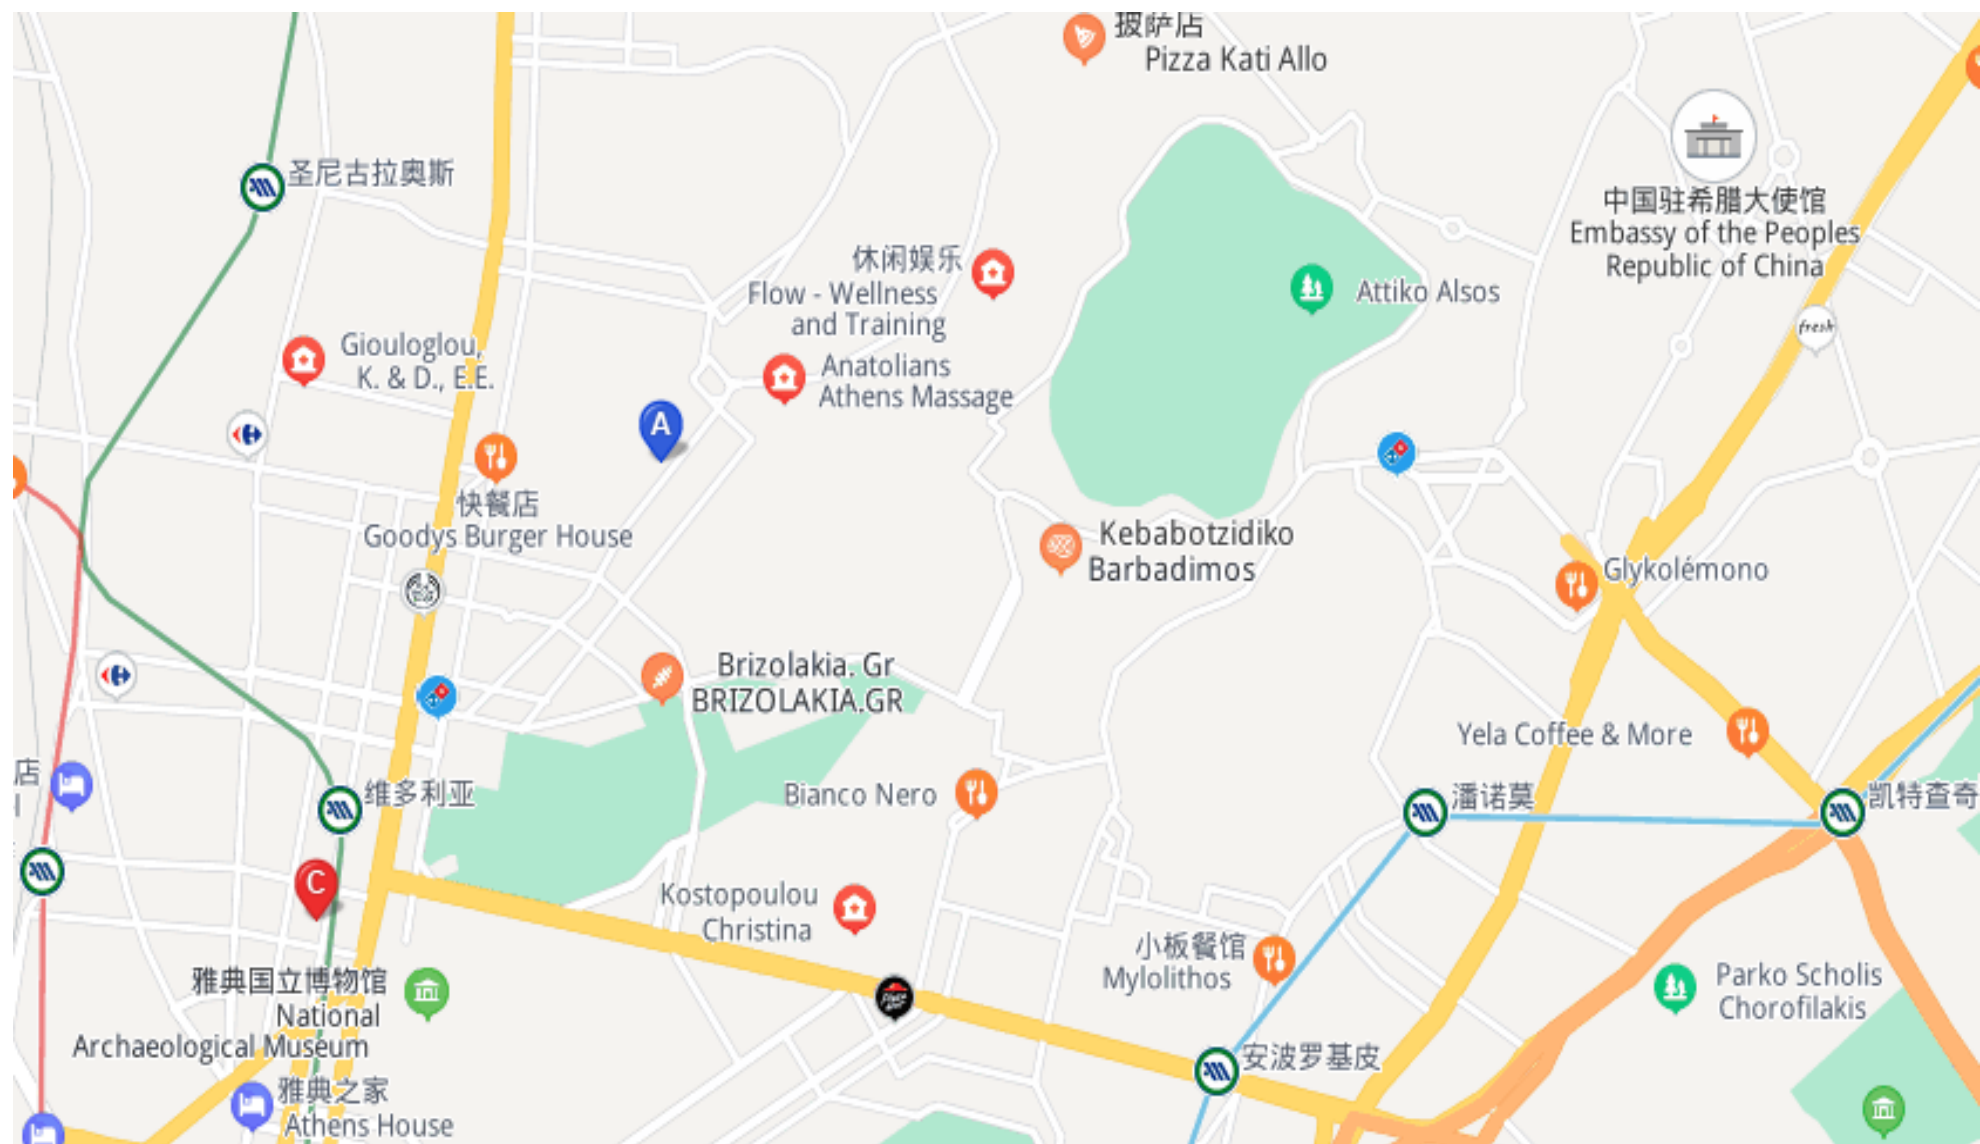 披萨店
Pizza Kati Allo
圣尼古拉奥斯
中国驻希腊大使馆
Embassy of the Peoples
Republic of China
休闲娱乐
Flow - Wellness
and Training
Attiko Alsos
fresh
Giouloglou,
K. & D., E.E.
Anatolians
Athens Massage
A
快餐店
Goodys Burger House
Kebabotzidiko
Barbadimos
Glykolémono
Brizolakia. Gr
BRIZOLAKIA.GR
Yela Coffee & More
店
维多利亚
Bianco Nero
潘诺莫
凯特查奇
C
Kostopoulou
Christina
小板餐馆
Mylolithos
雅典国立博物馆
National
Archaeological Museum
Parko Scholis
Chorofilakis
安波罗基皮
雅典之家
Athens House